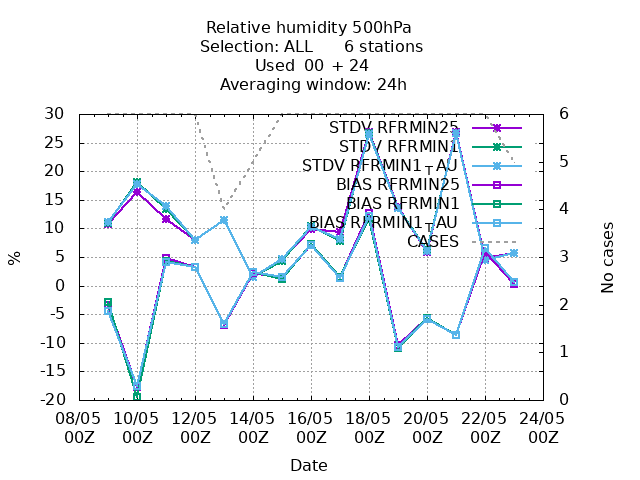 Relative humidity 500hPa
Selection: ALL 6 stations
Used 00 + 24
Averaging window: 24h
30
25
20
15
10
5
0
-5
-10
-15
-20
%
6
5
4
3
2
1
0
No cases
STDV RFRMIN25
STDV RFRMIN1
STDV RFRMIN1TAU
BIAS RFRMIN25
BIAS RFRMIN1
BIAS RFRMIN1TAU
CASES
08/05 10/05 12/05 14/05 16/05 18/05 20/05 22/05 24/05
00Z 00Z 00Z 00Z 00Z 00Z 00Z 00Z 00Z
Date